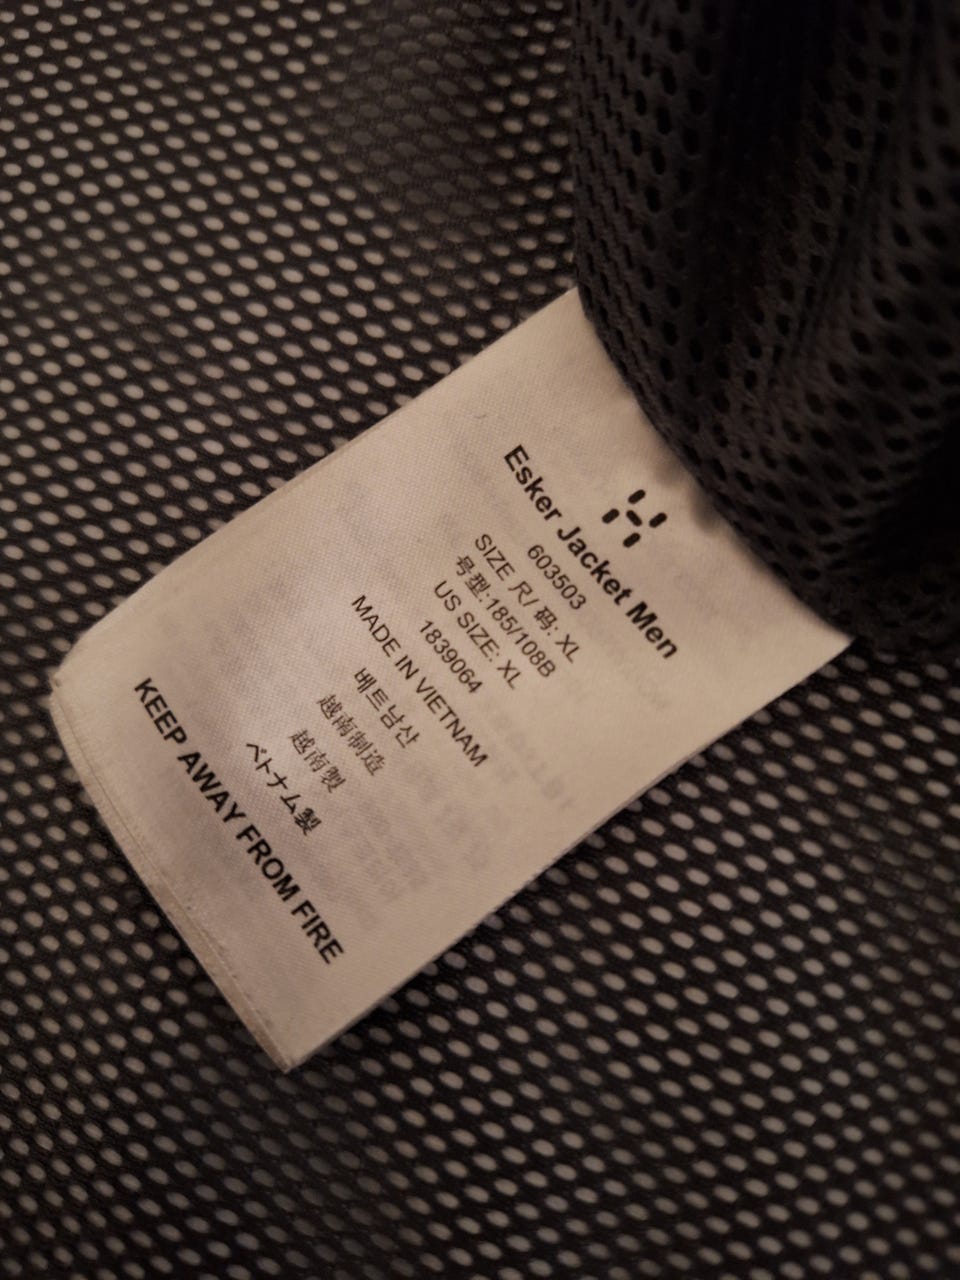 Esker Jacket Men
603503
SIZE 尺/ 码: XL
号型:185/108B
US SIZE: XL
1839064
MADE IN VIETNAM
베트남산
越南制造
越南製
ベトナム製
KEEP AWAY FROM FIRE